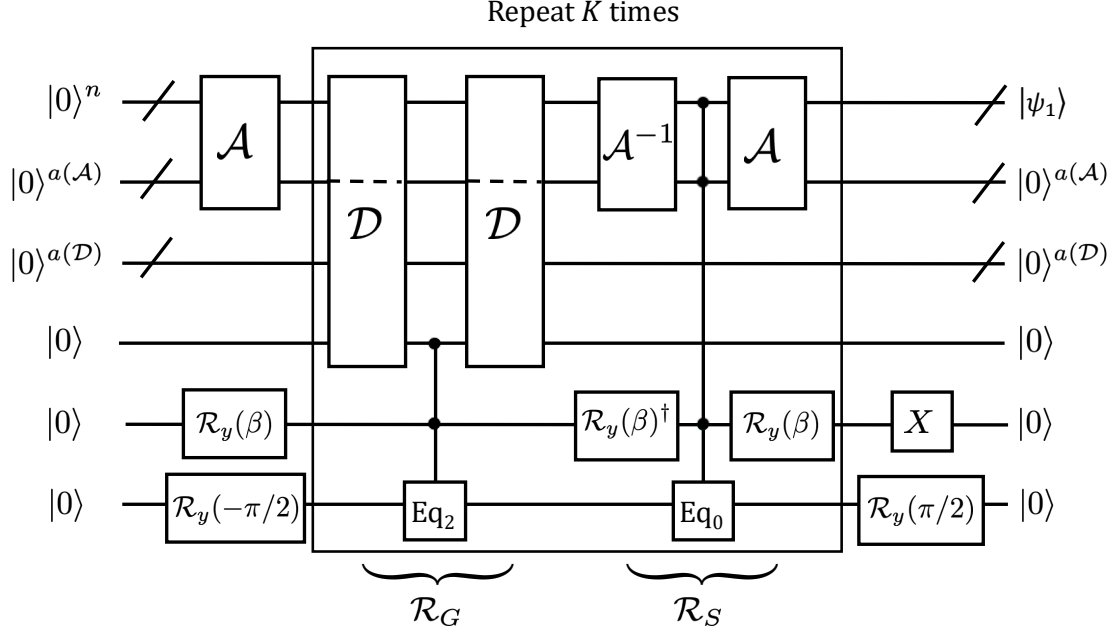 Repeat K times
|0⟩^n 𝒜 𝒜^{-1} 𝒜 |ψ_1⟩
|0⟩^{a(𝒜)} |0⟩^{a(𝒜)}
𝒟 𝒟
|0⟩^{a(𝒟)} |0⟩^{a(𝒟)}
|0⟩ |0⟩
|0⟩ ℛ_y(β) ℛ_y(β)^† ℛ_y(β) X |0⟩
|0⟩ ℛ_y(−π/2) Eq_2 Eq_0 ℛ_y(π/2) |0⟩
ℛ_G ℛ_S